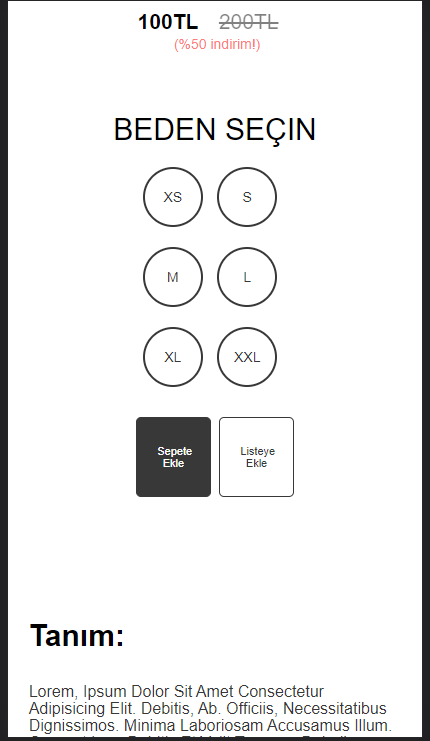 100TL 200TL
(%50 indirim!)
BEDEN SEÇIN
XS S
M L
XL XXL
Sepete Listeye
Ekle Ekle
Tanım:
Lorem, Ipsum Dolor Sit Amet Consectetur
Adipisicing Elit. Debitis, Ab. Officiis, Necessitatibus
Dignissimos. Minima Laboriosam Accusamus Illum.